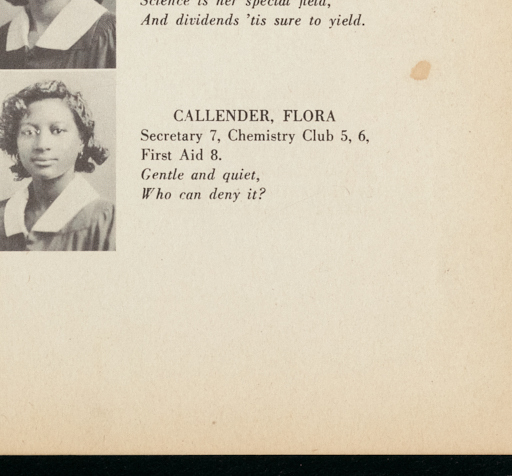 Science is her special field,
And dividends 'tis sure to yield.
CALLENDER, FLORA
Secretary 7, Chemistry Club 5, 6,
First Aid 8.
Gentle and quiet,
Who can deny it?